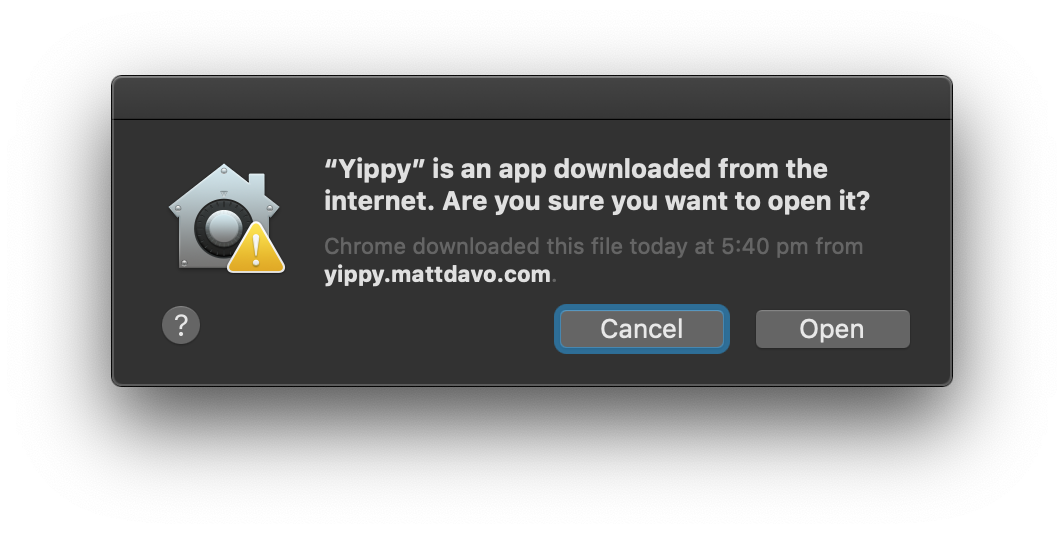 “Yippy” is an app downloaded from the
internet. Are you sure you want to open it?
Chrome downloaded this file today at 5:40 pm from
yippy.mattdavo.com.
?
Cancel
Open